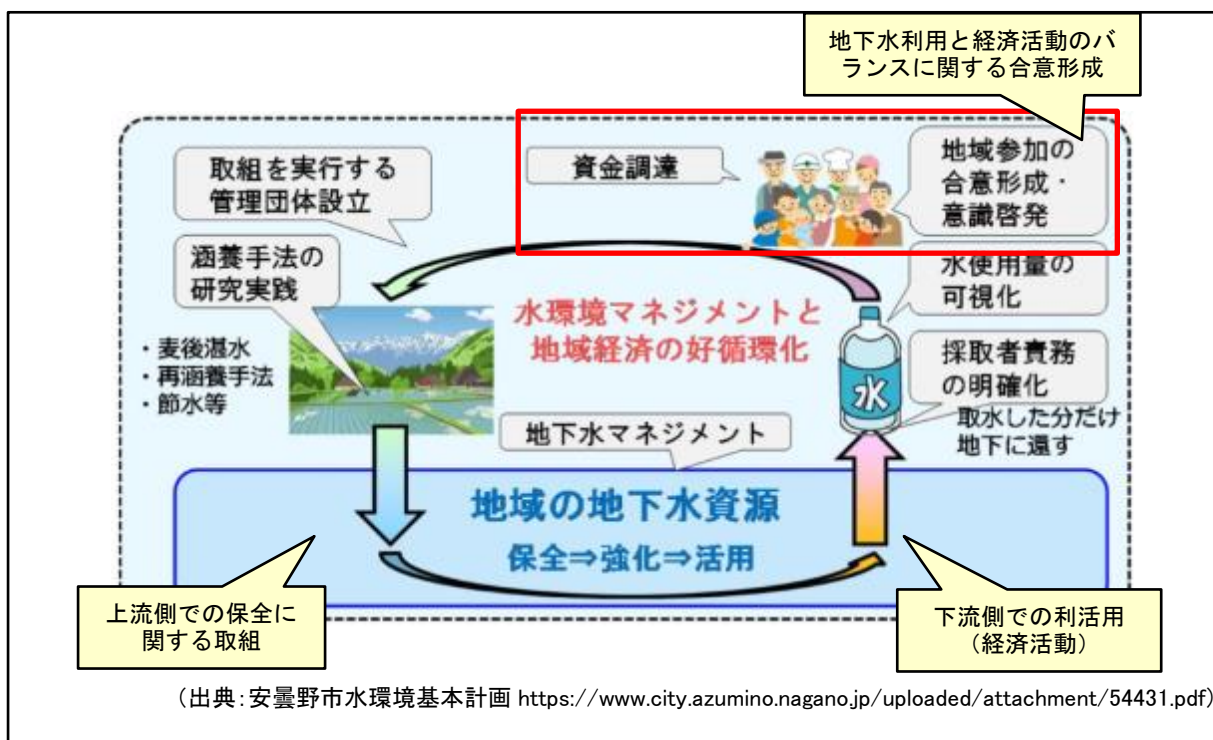 地下水利用と経済活動のバ
ランスに関する合意形成
取組を実行する
管理団体設立
資金調達
地域参加の
合意形成・
意識啓発
涵養手法の
研究実践
水使用量の
可視化
水環境マネジメントと
地域経済の好循環化
・麦後湛水
・再涵養手法
・節水等
水
採取者責務
の明確化
取水した分だけ
地下に還す
地下水マネジメント
地域の地下水資源
保全⇒強化⇒活用
上流側での保全に
関する取組
下流側での利活用
（経済活動）
（出典：安曇野市水環境基本計画 https://www.city.azumino.nagano.jp/uploaded/attachment/54431.pdf）